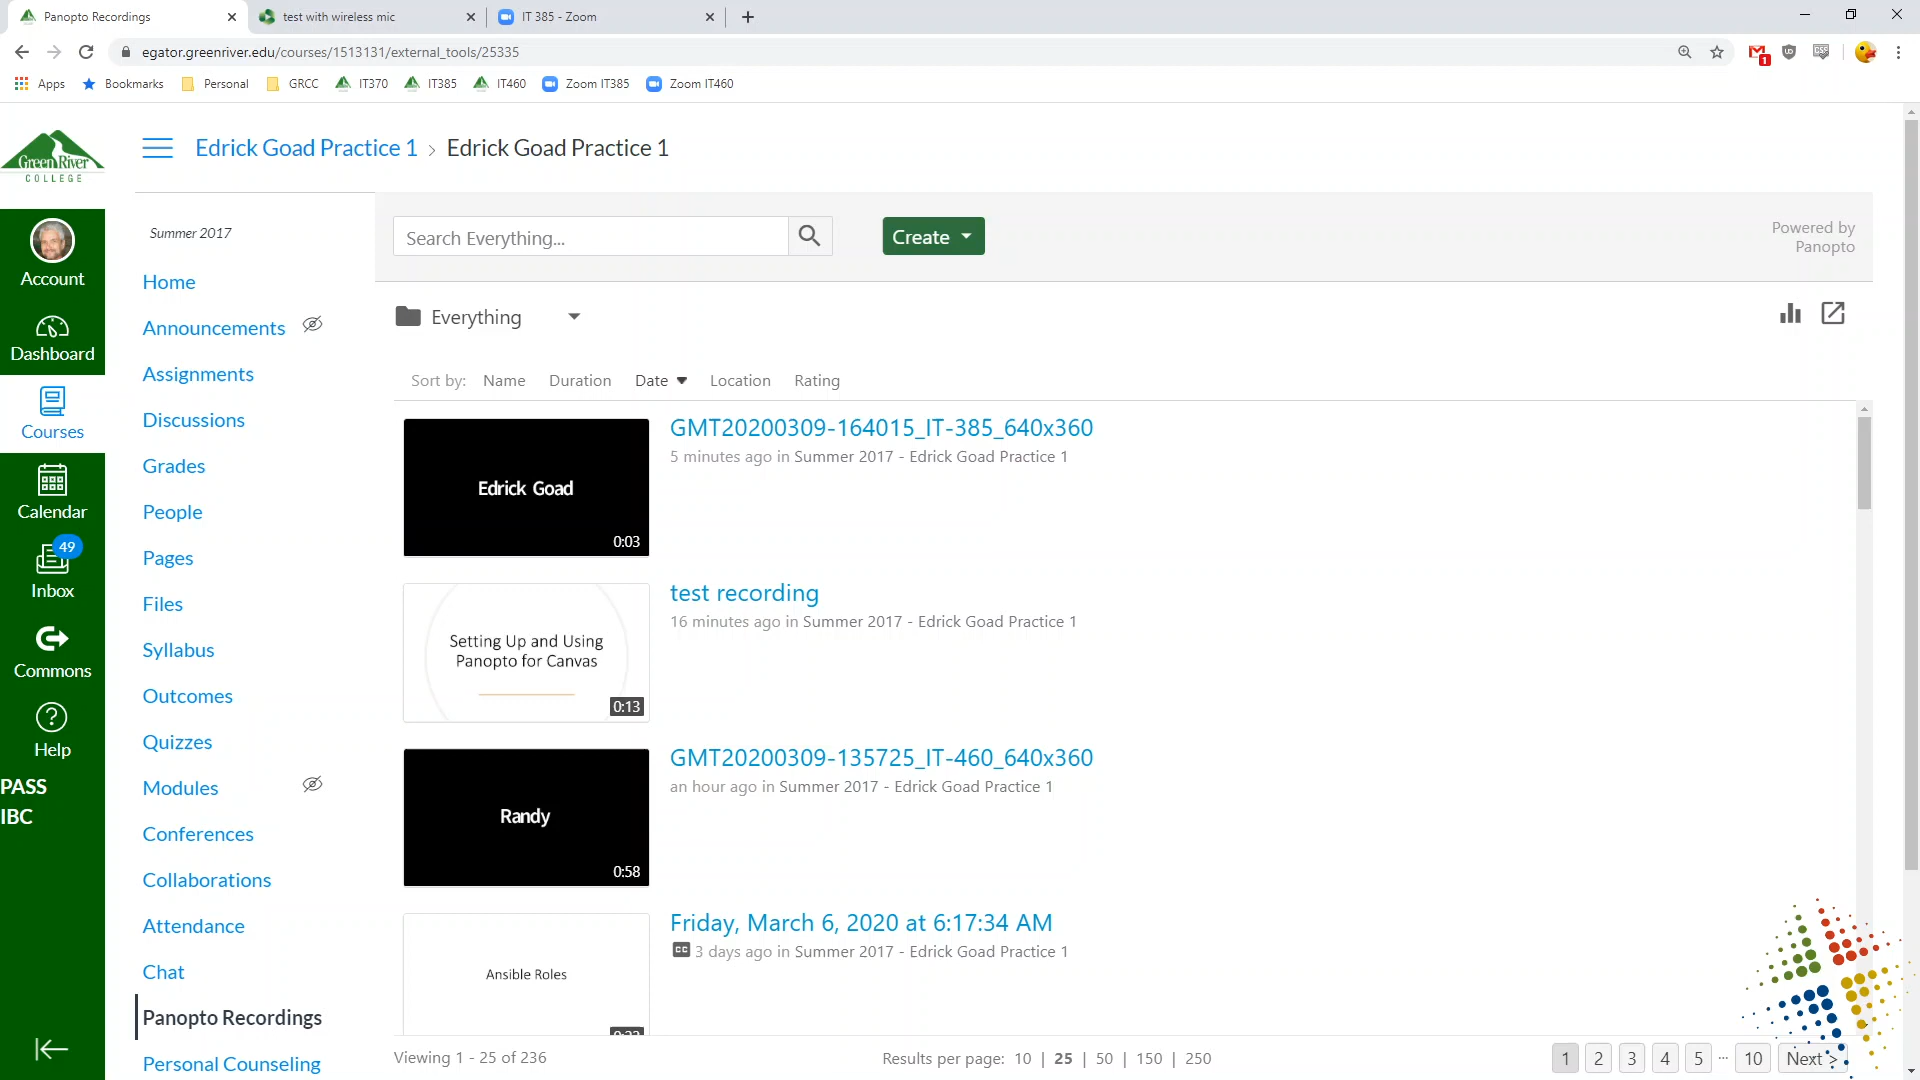 Panopto Recordings
test with wireless mic
IT 385 - Zoom
egator.greenriver.edu/courses/1513131/external_tools/25335
1
Apps
Bookmarks
Personal
GRCC
IT370
IT385
IT460
Zoom IT385
Zoom IT460
Green River
COLLEGE
Edrick Goad Practice 1 › Edrick Goad Practice 1
Account
Dashboard
Courses
Calendar
49
Inbox
Commons
Help
PASS
IBC
Summer 2017
Home
Announcements
Assignments
Discussions
Grades
People
Pages
Files
Syllabus
Outcomes
Quizzes
Modules
Conferences
Collaborations
Attendance
Chat
Panopto Recordings
Personal Counseling
Search Everything...
Create
Powered by
Panopto
Everything
Sort by: Name Duration Date Location Rating
Edrick Goad
0:03
GMT20200309-164015_IT-385_640x360
5 minutes ago in Summer 2017 - Edrick Goad Practice 1
Setting Up and Using
Panopto for Canvas
0:13
test recording
16 minutes ago in Summer 2017 - Edrick Goad Practice 1
Randy
0:58
GMT20200309-135725_IT-460_640x360
an hour ago in Summer 2017 - Edrick Goad Practice 1
Ansible Roles
Friday, March 6, 2020 at 6:17:34 AM
CC 3 days ago in Summer 2017 - Edrick Goad Practice 1
Viewing 1 - 25 of 236
Results per page: 10 | 25 | 50 | 150 | 250
1 2 3 4 5 ... 10 Next >